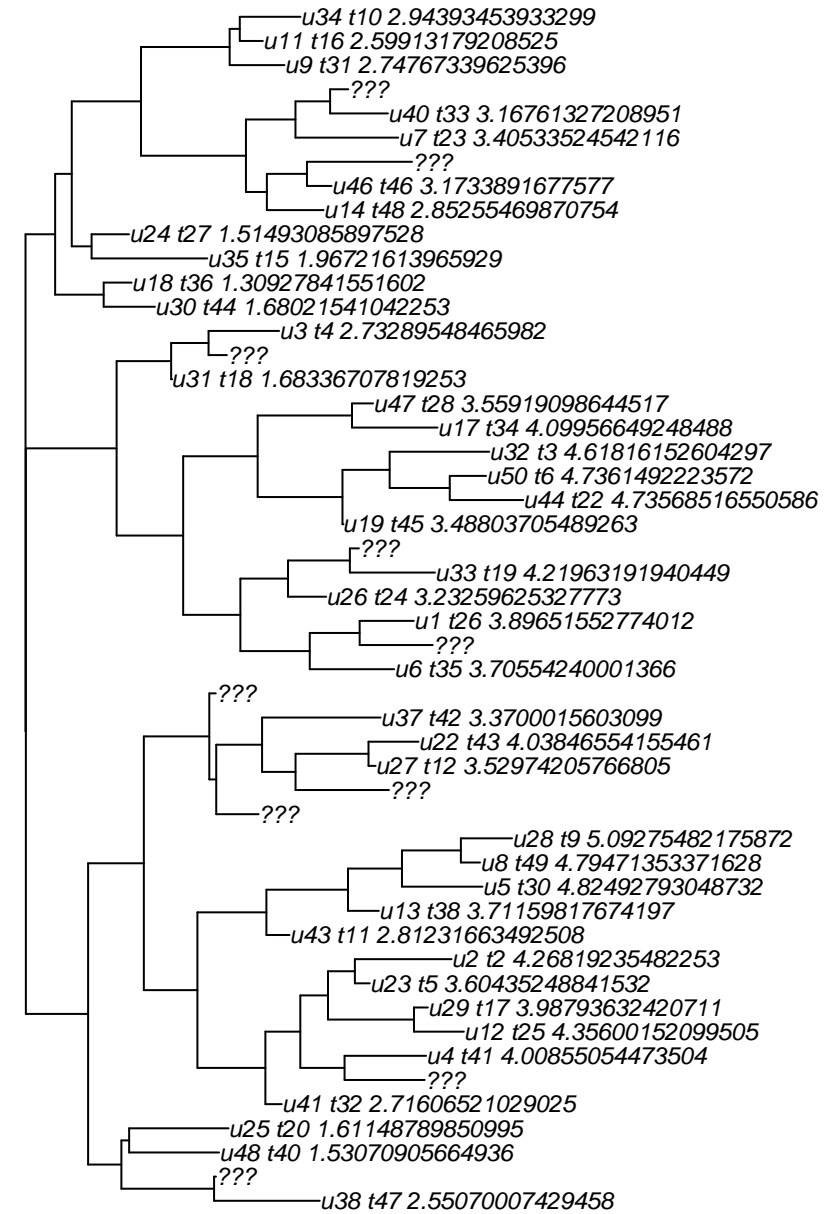 u34 t10 2.94393453933299
u11 t16 2.59913179208525
u9 t31 2.74767339625396
???
u40 t33 3.16761327208951
u7 t23 3.40533524542116
???
u46 t46 3.1733891677577
u14 t48 2.85255469870754
u24 t27 1.51493085897528
u35 t15 1.96721613965929
u18 t36 1.30927841551602
u30 t44 1.68021541042253
u3 t4 2.73289548465982
???
u31 t18 1.68336707819253
u47 t28 3.55919098644517
u17 t34 4.09956649248488
u32 t3 4.61816152604297
u50 t6 4.7361492223572
u44 t22 4.73568516550586
u19 t45 3.48803705489263
???
u33 t19 4.21963191940449
u26 t24 3.23259625327773
u1 t26 3.89651552774012
???
u6 t35 3.70554240001366
???
u37 t42 3.3700015603099
u22 t43 4.03846554155461
u27 t12 3.52974205766805
???
???
u28 t9 5.09275482175872
u8 t49 4.79471353371628
u5 t30 4.82492793048732
u13 t38 3.71159817674197
u43 t11 2.81231663492508
u2 t2 4.26819235482253
u23 t5 3.60435248841532
u29 t17 3.98793632420711
u12 t25 4.35600152099505
u4 t41 4.00855054473504
???
u41 t32 2.71606521029025
u25 t20 1.61148789850995
u48 t40 1.53070905664936
???
u38 t47 2.55070007429458